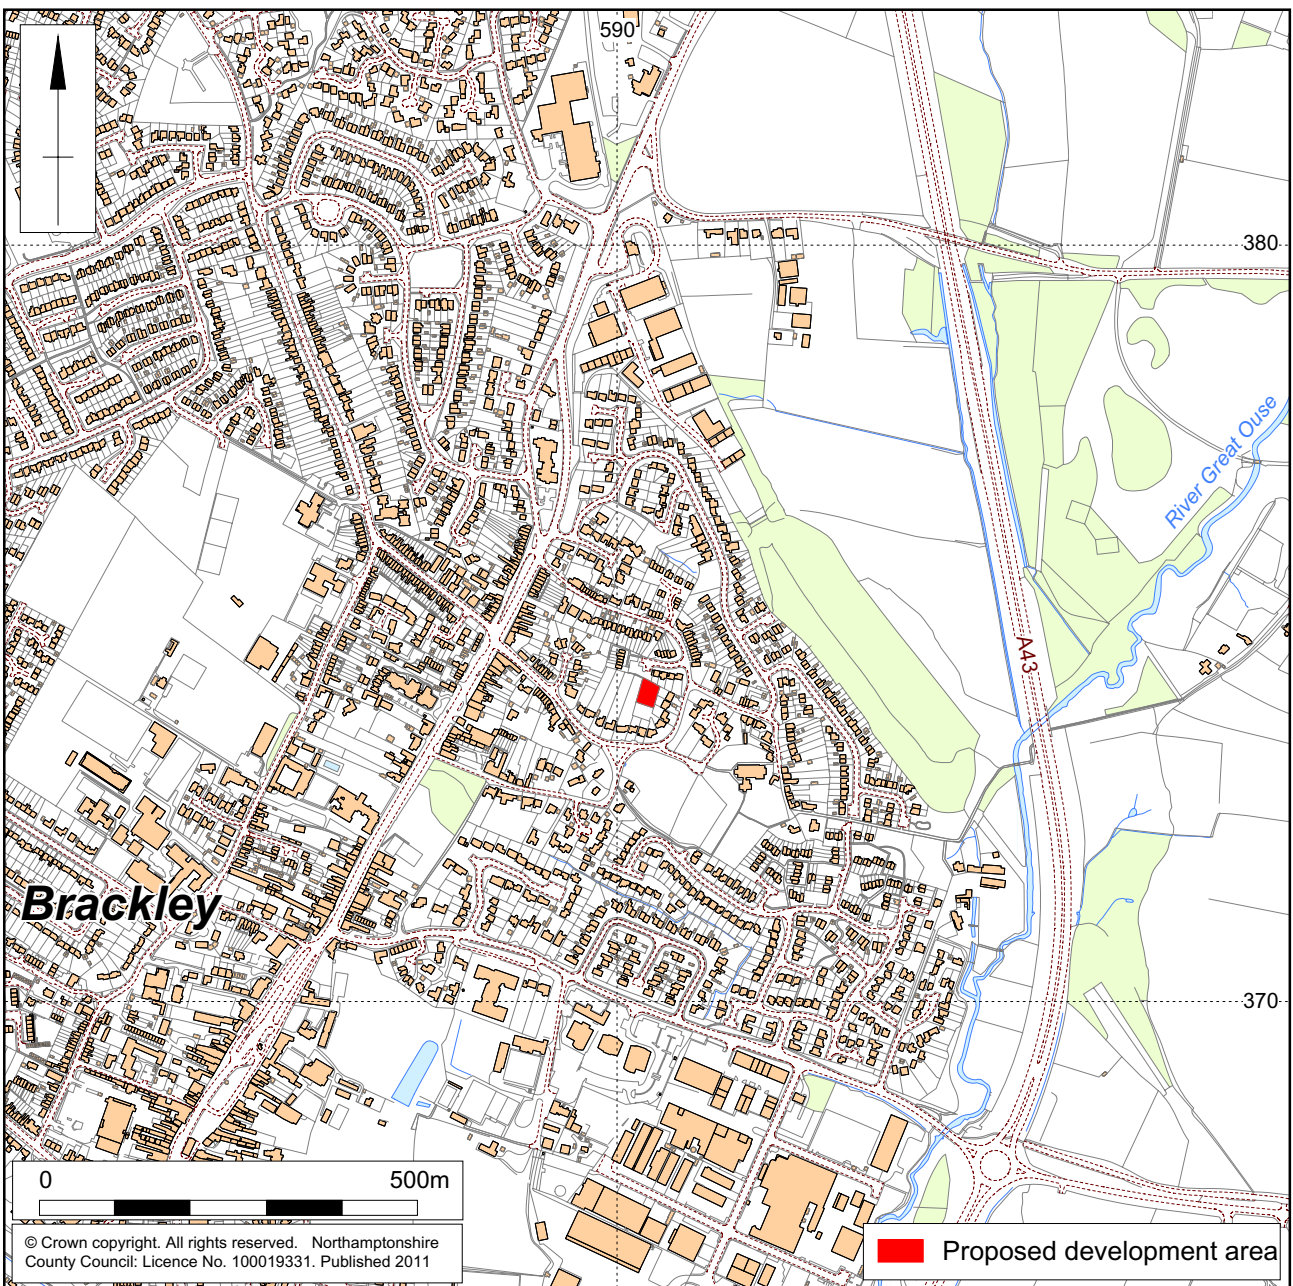 590
380
River Great Ouse
A43
Brackley
370
0 500m
© Crown copyright. All rights reserved. Northamptonshire
County Council: Licence No. 100019331. Published 2011
Proposed development area